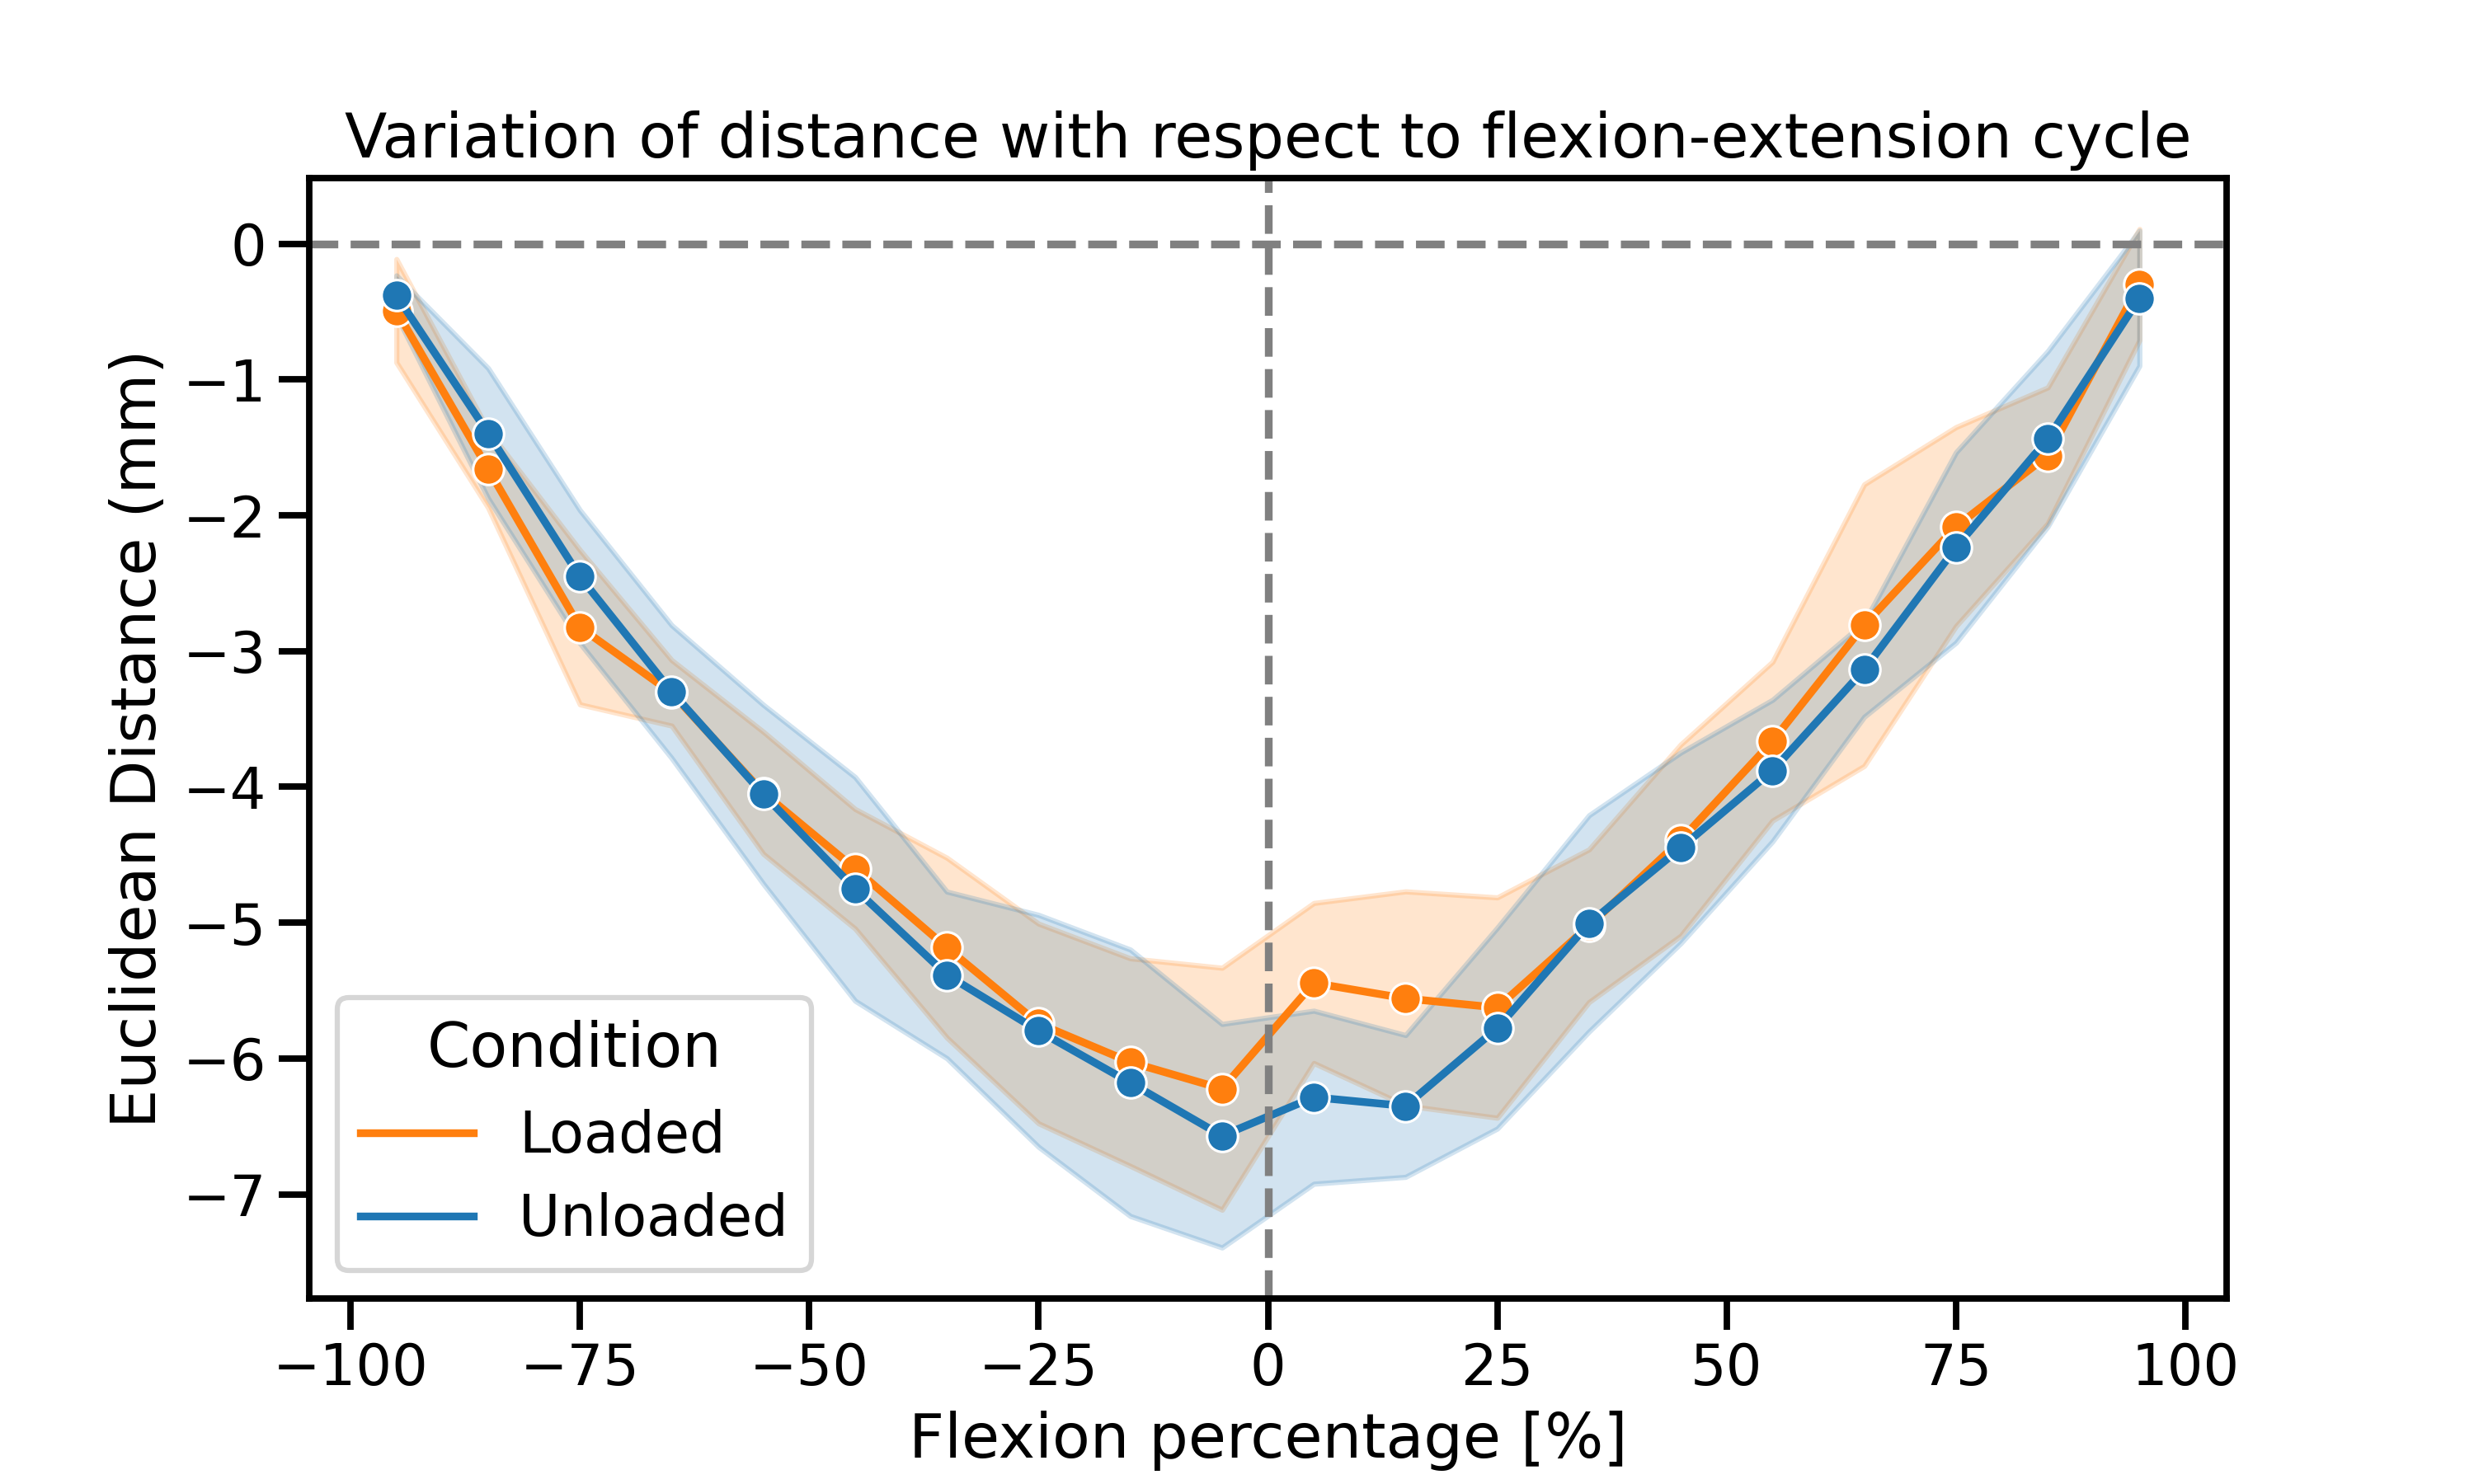 Variation of distance with respect to flexion-extension cycle
Euclidean Distance (mm)
0
−1
−2
−3
−4
−5
−6
−7
Condition
Loaded
Unloaded
−100 −75 −50 −25 0 25 50 75 100
Flexion percentage [%]